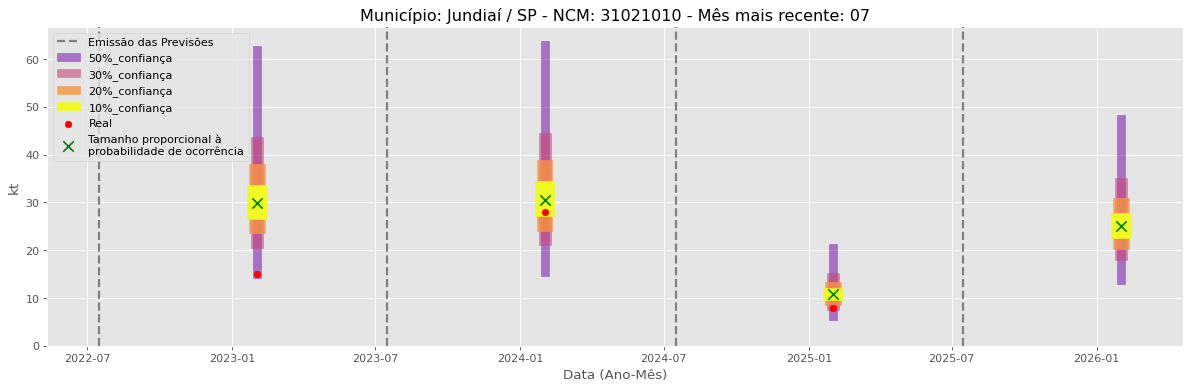 Município: Jundiaí / SP - NCM: 31021010 - Mês mais recente: 07
Emissão das Previsões
50%_confiança
30%_confiança
20%_confiança
10%_confiança
Real
Tamanho proporcional à
probabilidade de ocorrência
kt
60
50
40
30
20
10
0
2022-07
2023-01
2023-07
2024-01
2024-07
2025-01
2025-07
2026-01
Data (Ano-Mês)